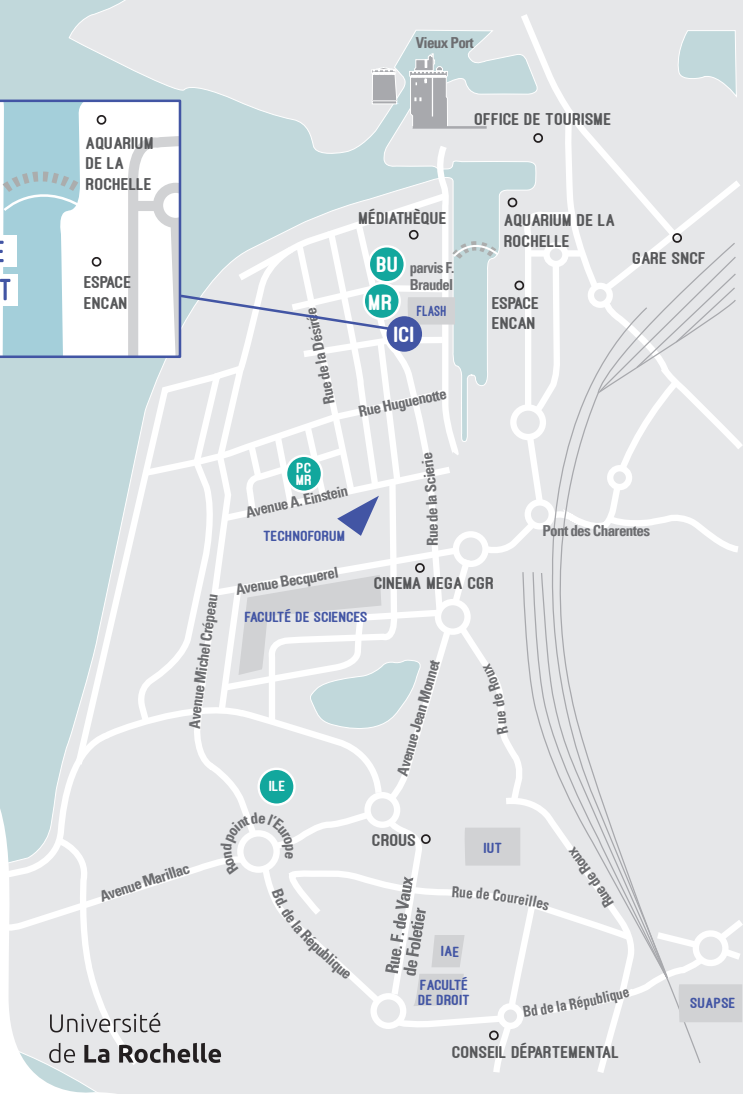 Vieux Port
OFFICE DE TOURISME
AQUARIUM
DE LA
ROCHELLE
ESPACE
ENCAN
E
T
MÉDIATHÈQUE
AQUARIUM DE LA
ROCHELLE
GARE SNCF
BU
parvis F.
Braudel
MR
FLASH
ESPACE
ENCAN
ICI
Rue de la Désirée
Rue Huguenotte
PC
MR
Avenue A. Einstein
Rue de la Scierie
TECHNOFORUM
Pont des Charentes
Avenue Becquerel
CINEMA MEGA CGR
FACULTÉ DE SCIENCES
Avenue Michel Crépeau
Avenue Jean Monnet
Rue de Roux
ILE
Rond point de l'Europe
CROUS
IUT
Rue de Roux
Avenue Marillac
Rue de Coureilles
Bd. de la République
Rue. F. de Vaux
de Foletier
IAE
FACULTÉ
DE DROIT
Bd de la République
SUAPSE
Université
de La Rochelle
CONSEIL DÉPARTEMENTAL